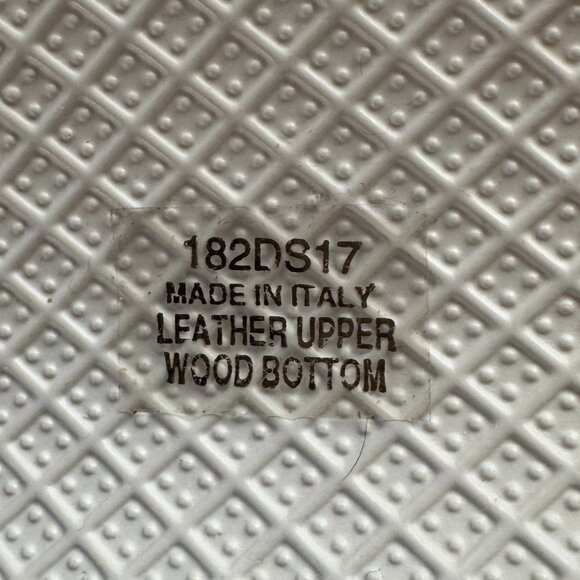 182DS17
MADE IN ITALY
LEATHER UPPER
WOOD BOTTOM